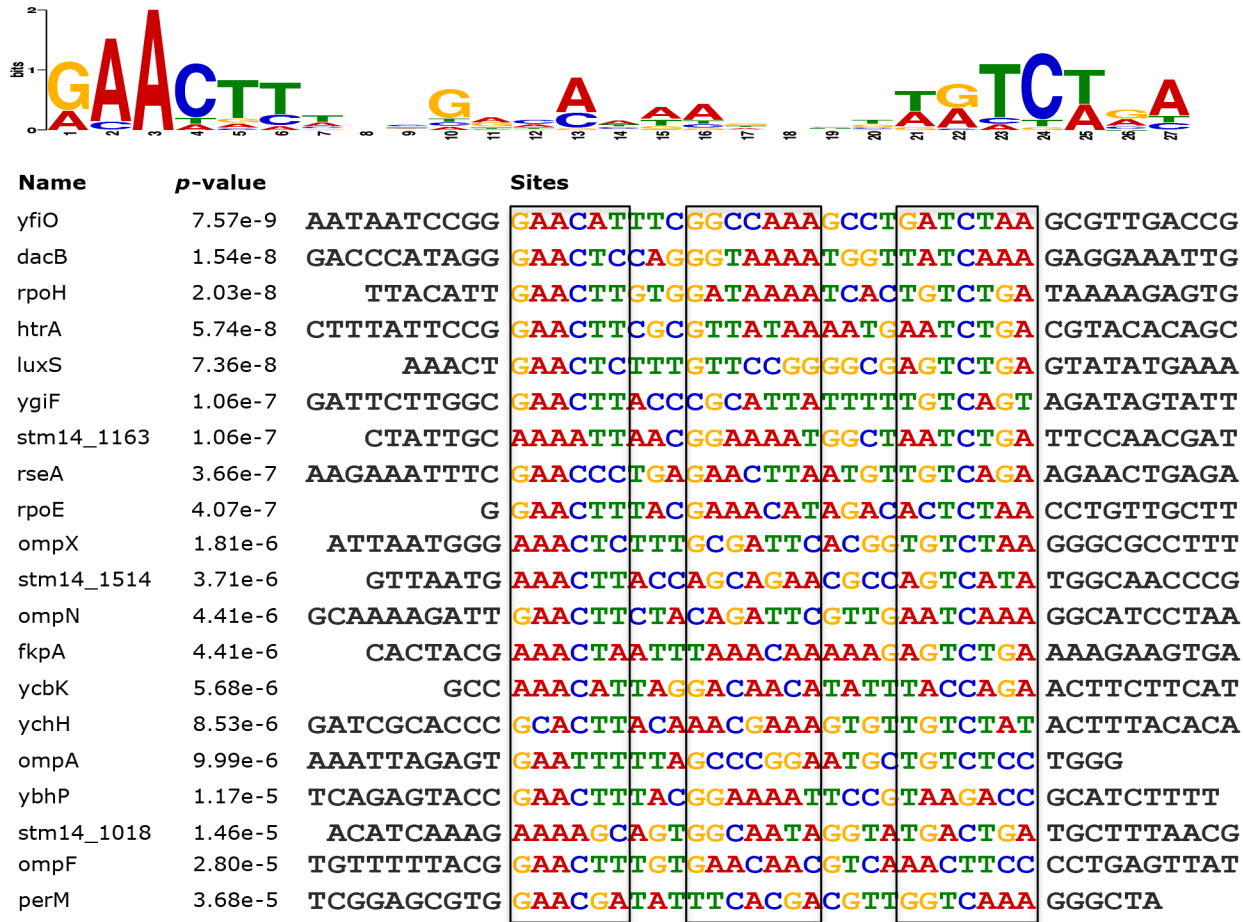 2
bits
1
0
GAACTT
1 2 3 4 5 6 7 8 9 10 11 12 13 14 15 16 17 18 19 20 21 22 23 24 25 26 27
Name p-value Sites
yfiO 7.57e-9 AATAATCCGG GAACATTTCGGCCAAAGCCTGATCTAA GCGTTGACCG
dacB 1.54e-8 GACCCATAGG GAACTCCAGGGTAAAATGGTTATCAAA GAGGAAATTG
rpoH 2.03e-8 TTACATT GAACTTGTGGATAAAATCACTGTCTGA TAAAAGAGTG
htrA 5.74e-8 CTTTATTCCG GAACTTCGCGTTATAAAATGAATCTGA CGTACACAGC
luxS 7.36e-8 AAACT GAACTCTTTGTTCCGGGGCGAGTCTGA GTATATGAAA
ygiF 1.06e-7 GATTCTTGGC GAACTTACCCGCATTATTTTTGTCAGT AGATAGTATT
stm14_1163 1.06e-7 CTATTGC AAAATTAACGGAAAATGGCTAATCTGA TTCCAACGAT
rseA 3.66e-7 AAGAAATTTC GAACCCTGAGAACTTAATGTTGTCAGA AGAACTGAGA
rpoE 4.07e-7 G GAACTTTACGAAACATAGACACTCTAA CCTGTTGCTT
ompX 1.81e-6 ATTAATGGG AAACTCTTTGCGATTCACGGTGTCTAA GGGCGCCTTT
stm14_1514 3.71e-6 GTTAATG AAACTTACCAGCAGAACGCCAGTCATA TGGCAACCCG
ompN 4.41e-6 GCAAAAGATT GAACTTCTACAGATTCGTTGAATCAAA GGCATCCTAA
fkpA 4.41e-6 CACTACG AAACTAATTTAAACAAAAAGAGTCTGA AAAGAAGTGA
ycbK 5.68e-6 GCC AAACATTAGGACAACATATTTACCAGA ACTTCTTCAT
ychH 8.53e-6 GATCGCACCC GCACTTACAAACGAAAGTGTTGTCTAT ACTTTACACA
ompA 9.99e-6 AAATTAGAGT GAATTTTTAGCCCGGAATGCTGTCTCC TGGG
ybhP 1.17e-5 TCAGAGTACC GAACTTTACGGAAAATTCCGTAAGACC GCATCTTTT
stm14_1018 1.46e-5 ACATCAAAG AAAAGCAGTGGCAATAGGTATGACTGA TGCTTTAACG
ompF 2.80e-5 TGTTTTTACG GAACTTTGTGAACAACGTCAAACTTCC CCTGAGTTAT
perM 3.68e-5 TCGGAGCGTG GAACGATATTTCACGACGTTGGTCAAA GGGCTA